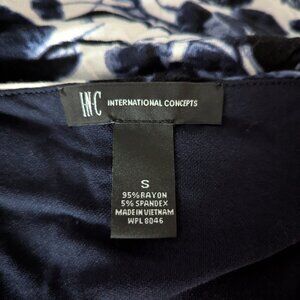 I·N·C INTERNATIONAL CONCEPTS
S
95% RAYON
5% SPANDEX
MADE IN VIETNAM
WPL 8046